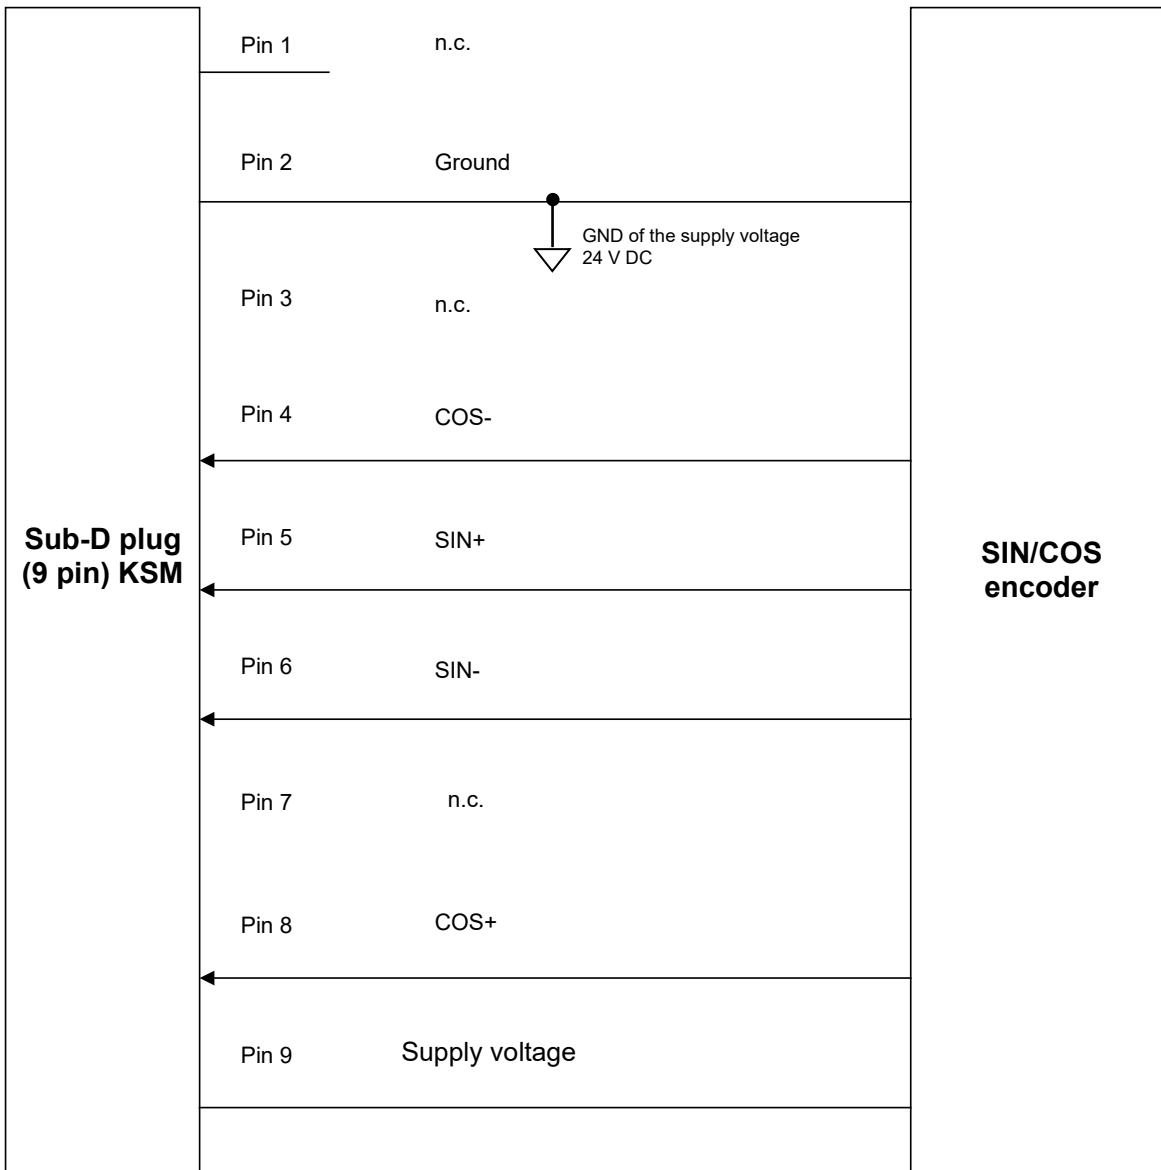 Pin 1 n.c.
Pin 2 Ground
GND of the supply voltage
24 V DC
Pin 3 n.c.
Pin 4 COS-
Sub-D plug
(9 pin) KSM
Pin 5 SIN+
SIN/COS
encoder
Pin 6 SIN-
Pin 7 n.c.
Pin 8 COS+
Pin 9 Supply voltage